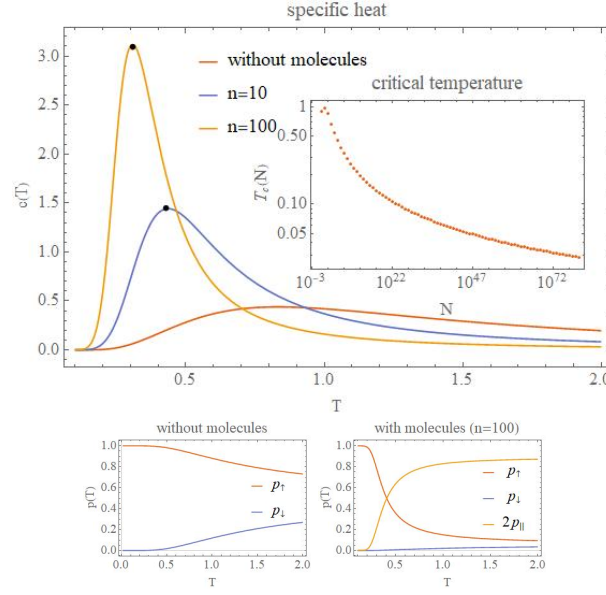 specific heat
3.0
2.5
2.0
1.5
1.0
0.5
0.0
c(T)
without molecules
n=10
n=100
critical temperature
1
0.50
0.10
0.05
T_c(N)
10^-3 10^22 10^47 10^72
N
0.5 1.0 1.5 2.0
T
without molecules
1.0
0.8
0.6
0.4
0.2
0.0
p(T)
p↑
p↓
0.0 0.5 1.0 1.5 2.0
T
with molecules (n=100)
1.0
0.8
0.6
0.4
0.2
0.0
p(T)
p↑
p↓
2p||
0.5 1.0 1.5 2.0
T